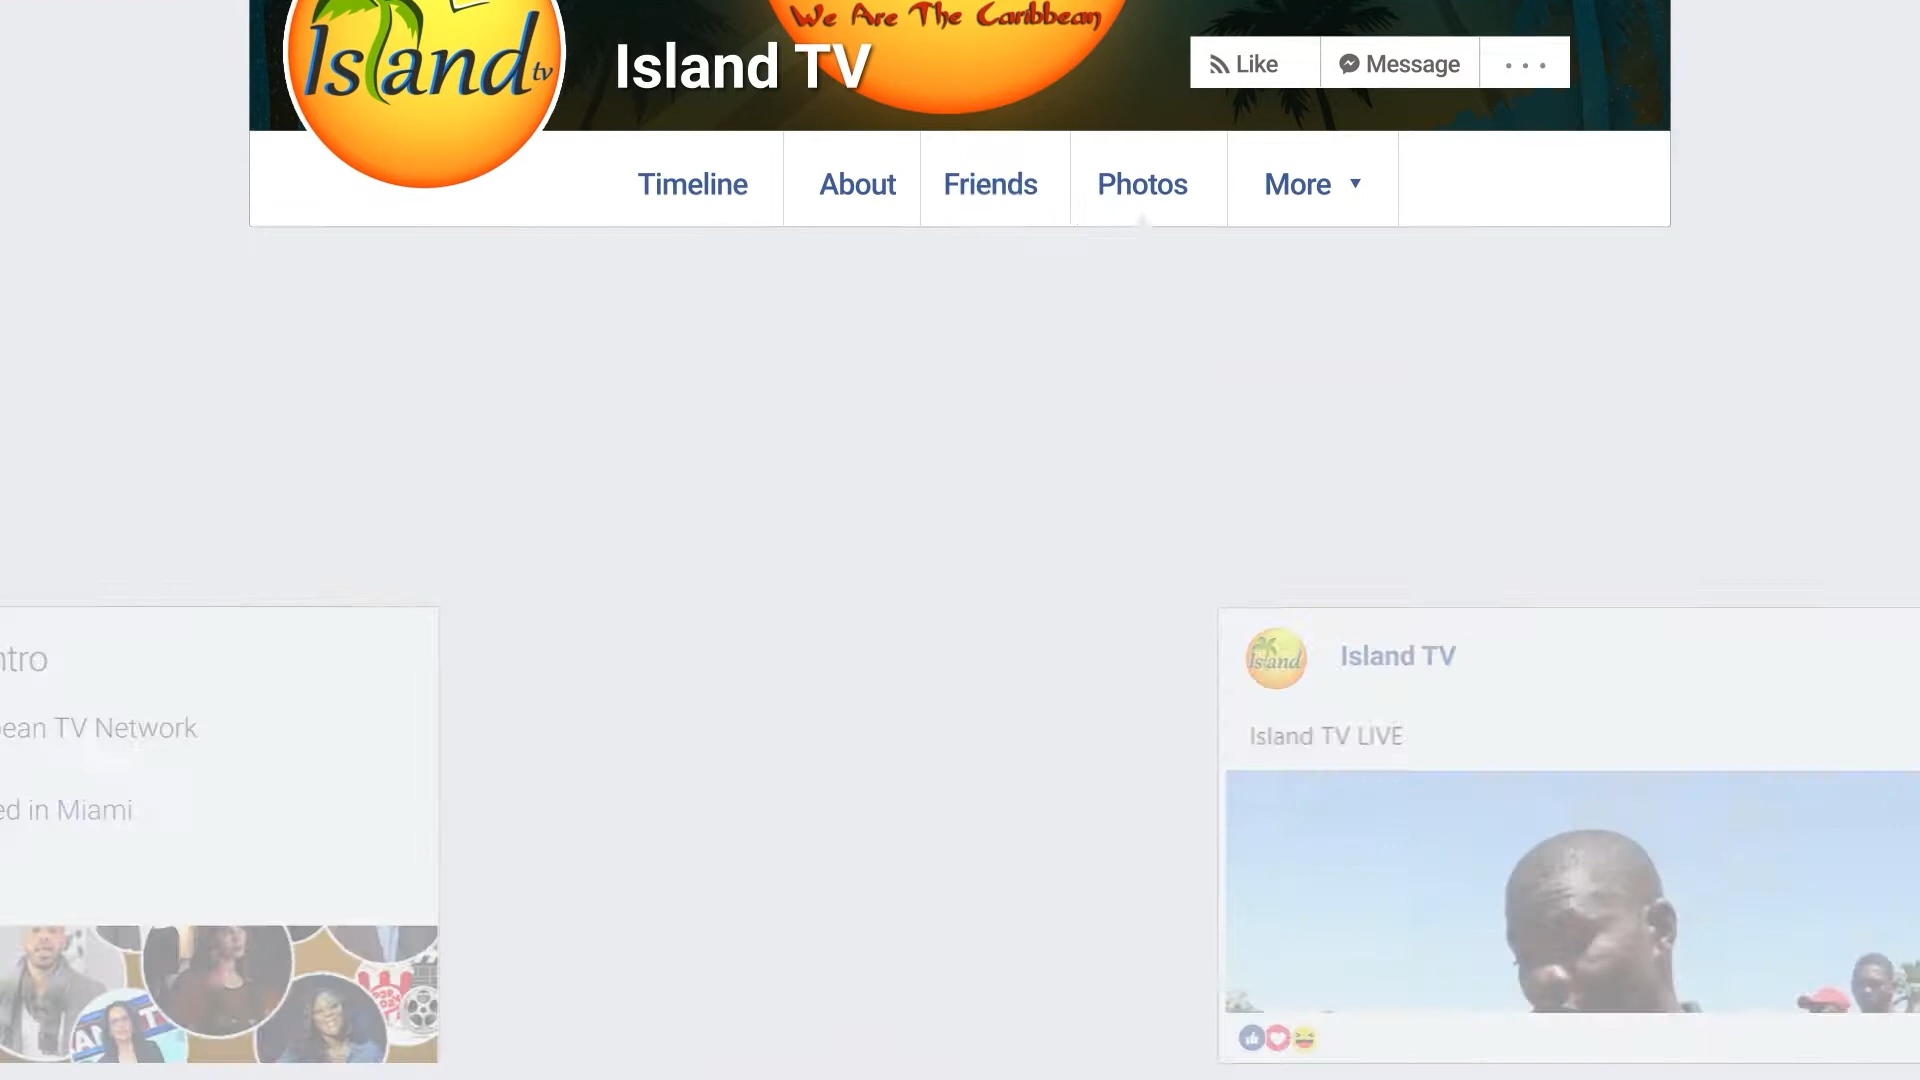 We Are The Caribbean
Island tv
Island TV
Like
Message
Timeline
About
Friends
Photos
More
ntro
ean TV Network
ed in Miami
Island
Island TV
Island TV LIVE